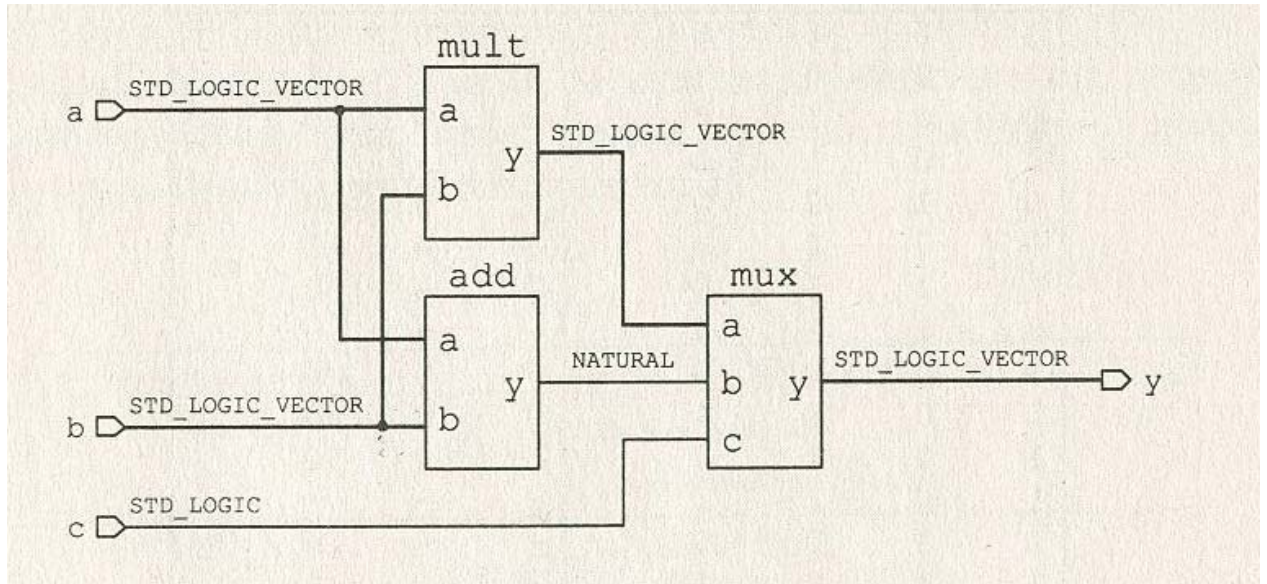 mult
STD_LOGIC_VECTOR
a
a
STD_LOGIC_VECTOR
y
b
add
mux
a
a
NATURAL
STD_LOGIC_VECTOR
y
b
y
y
STD_LOGIC_VECTOR
b
b
c
STD_LOGIC
c